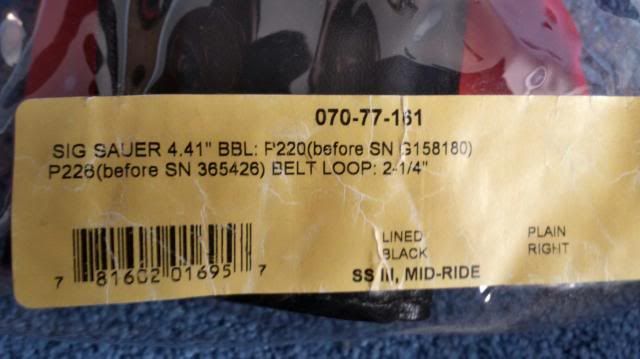 070-77-161
SIG SAUER 4.41" BBL: P220(before SN G158180)
P226(before SN 365426) BELT LOOP: 2-1/4"
LINED PLAIN
BLACK RIGHT
7 81602 01695 7
SS III, MID-RIDE